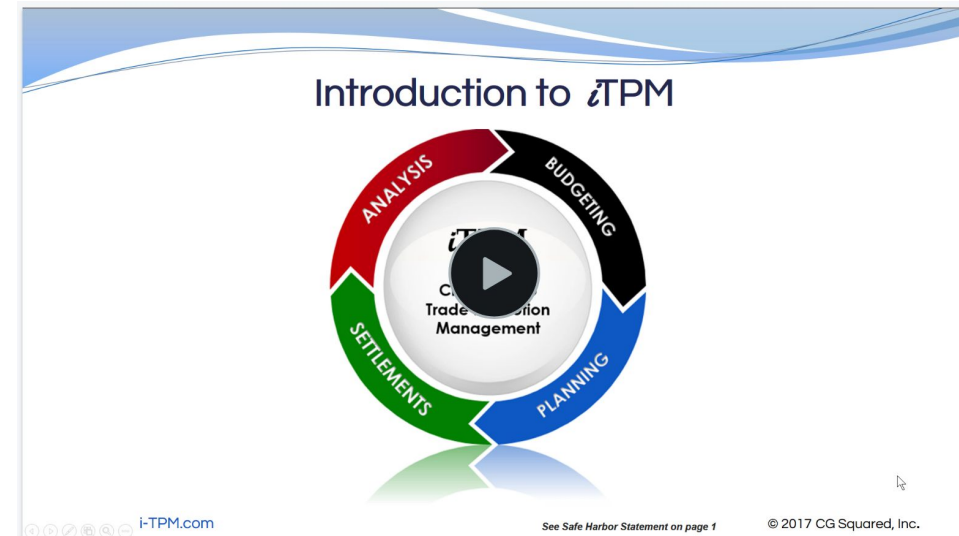 Introduction to iTPM
ANALYSIS
BUDGETING
Trade
Management
SETTLEMENTS
PLANNING
i-TPM.com
See Safe Harbor Statement on page 1
© 2017 CG Squared, Inc.